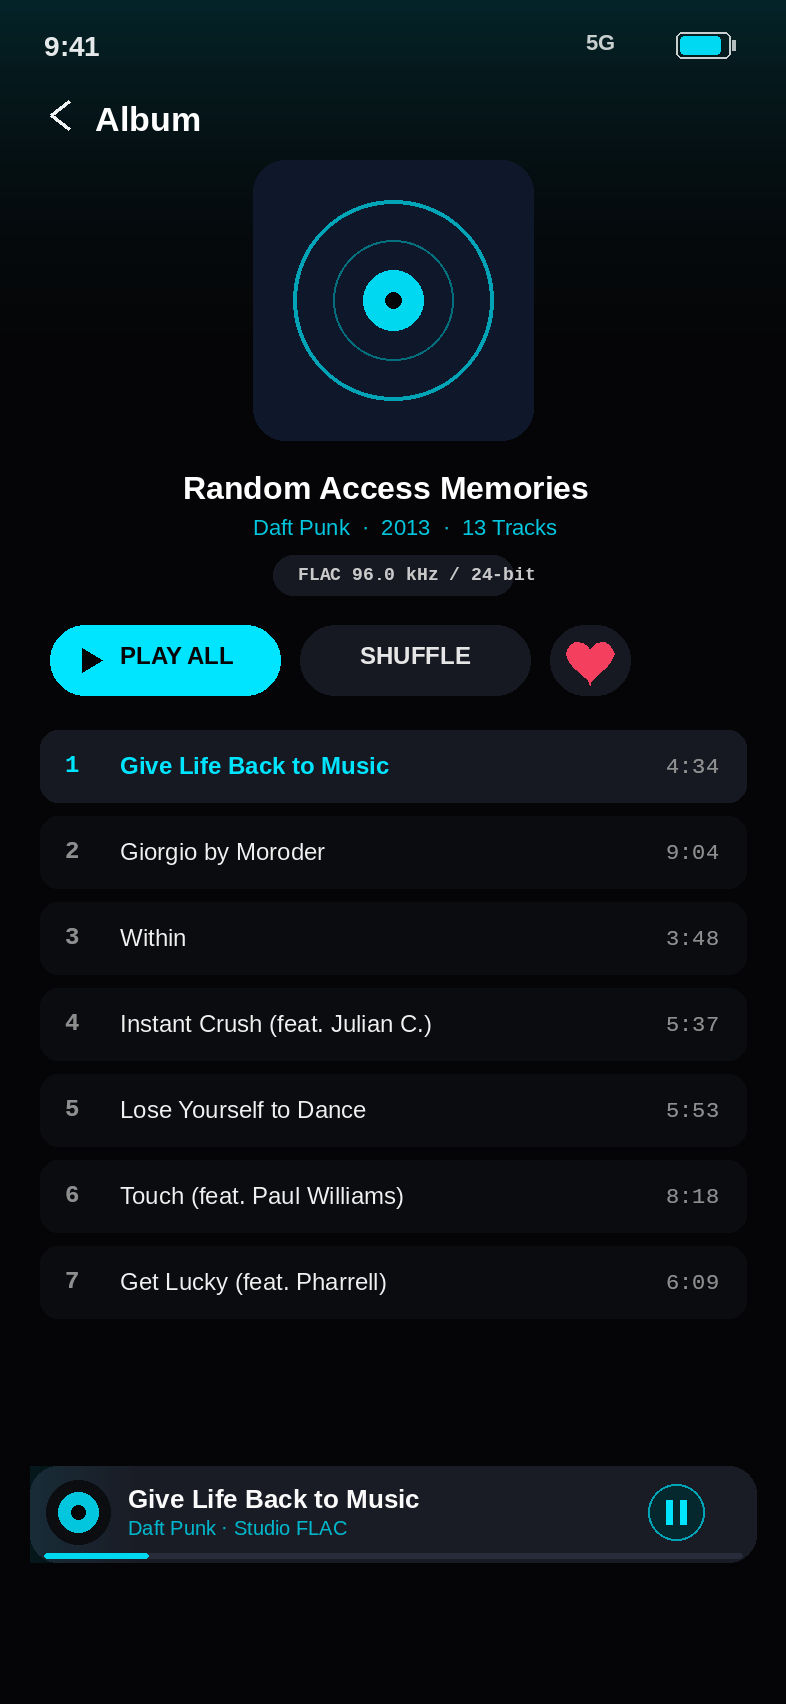 9:41 5G
Album
Random Access Memories
Daft Punk · 2013 · 13 Tracks
FLAC 96.0 kHz / 24-bit
PLAY ALL SHUFFLE
1 Give Life Back to Music 4:34
2 Giorgio by Moroder 9:04
3 Within 3:48
4 Instant Crush (feat. Julian C.) 5:37
5 Lose Yourself to Dance 5:53
6 Touch (feat. Paul Williams) 8:18
7 Get Lucky (feat. Pharrell) 6:09
Give Life Back to Music
Daft Punk · Studio FLAC